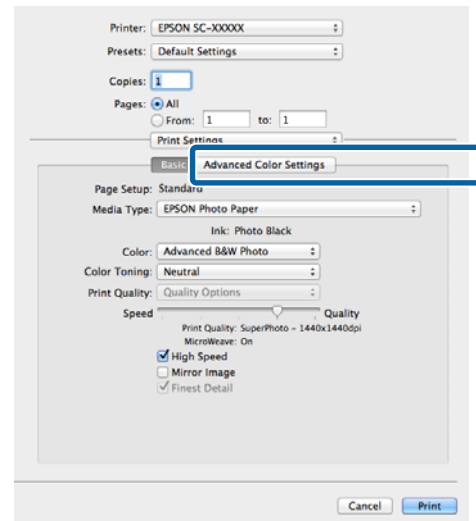 Printer: EPSON SC-XXXXX
Presets: Default Settings
Copies: 1
Pages: All
From: 1 to: 1
Print Settings
Basic Advanced Color Settings
Page Setup: Standard
Media Type: EPSON Photo Paper
Ink: Photo Black
Color: Advanced B&W Photo
Color Toning: Neutral
Print Quality: Quality Options
Speed Quality
Print Quality: SuperPhoto - 1440x1440dpi
MicroWeave: On
High Speed
Mirror Image
Finest Detail
Cancel Print